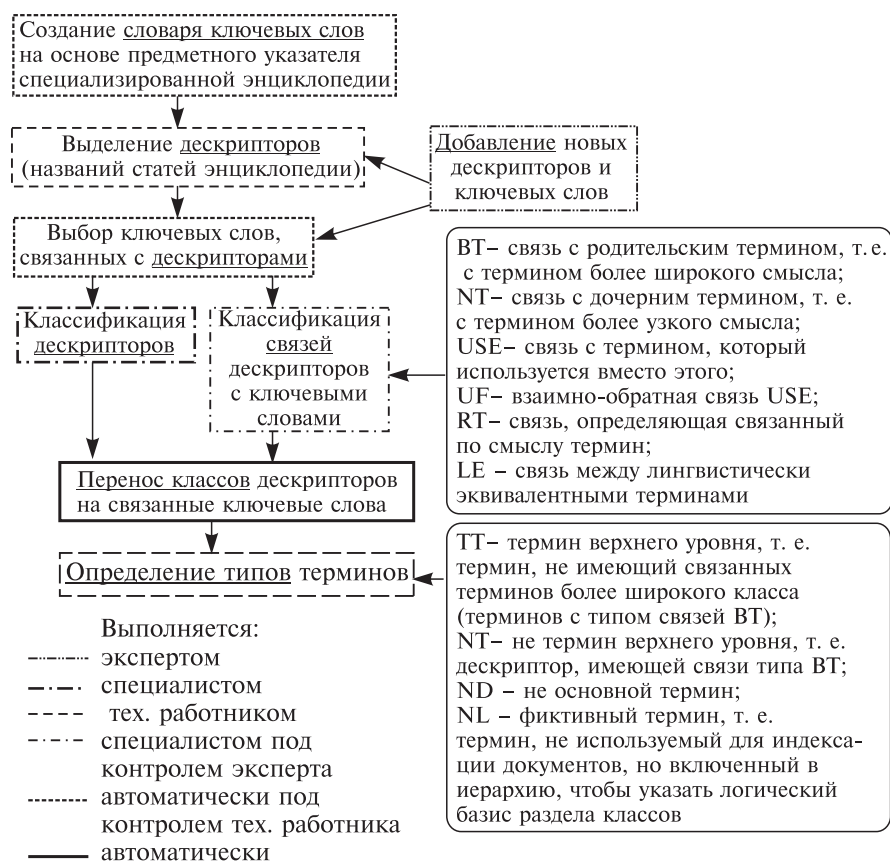 Создание словаря ключевых слов
на основе предметного указателя
специализированной энциклопедии
Выделение дескрипторов
(названий статей энциклопедии)
Добавление новых
дескрипторов и
ключевых слов
Выбор ключевых слов,
связанных с дескрипторами
Классификация
дескрипторов
Классификация
связей
дескрипторов
с ключевыми
словами
BT– связь с родительским термином, т. е.
с термином более широкого смысла;
NT– связь с дочерним термином, т. е.
с термином более узкого смысла;
USE– связь с термином, который
используется вместо этого;
UF– взаимно-обратная связь USE;
RT– связь, определяющая связанный
по смыслу термин;
LE – связь между лингвистически
эквивалентными терминами
Перенос классов дескрипторов
на связанные ключевые слова
Определение типов терминов
TT– термин верхнего уровня, т. е.
термин, не имеющий связанных
терминов более широкого класса
(терминов с типом связей BT);
NT– не термин верхнего уровня, т. е.
дескриптор, имеющей связи типа BT;
ND – не основной термин;
NL – фиктивный термин, т. е.
термин, не используемый для индекса-
ции документов, но включенный в
иерархию, чтобы указать логический
базис раздела классов
Выполняется:
экспертом
специалистом
тех. работником
специалистом под
контролем эксперта
автоматически под
контролем тех. работника
автоматически